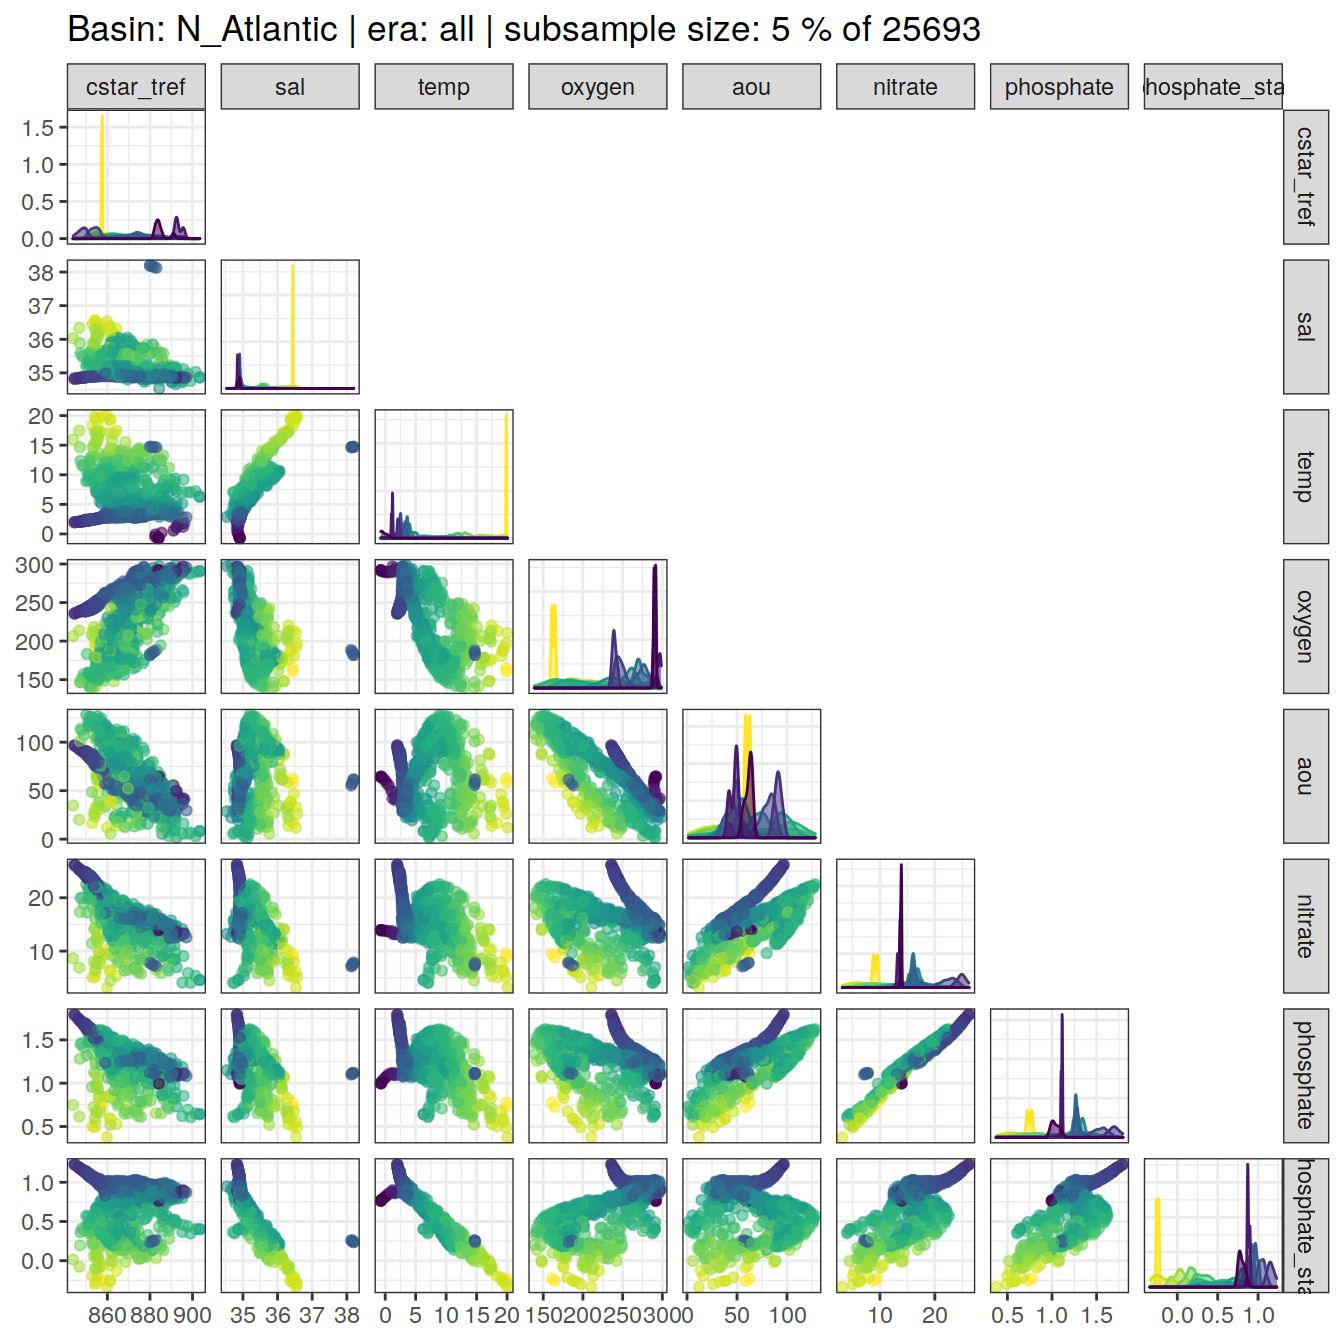 Basin: N_Atlantic | era: all | subsample size: 5 % of 25693
cstar_tref sal temp oxygen aou nitrate phosphate hosphate_sta
1.5
1.0
0.5
0.0
cstar_tref
38
37
36
35
sal
20
15
10
5
0
temp
300
250
200
150
oxygen
100
50
0
aou
20
10
nitrate
1.5
1.0
0.5
phosphate
1.0
0.5
0.0
hosphate_sta
860 880 900 35 36 37 38 0 5 10 15 20 150 200 250 300 0 50 100 10 20 0.5 1.0 1.5 0.0 0.5 1.0